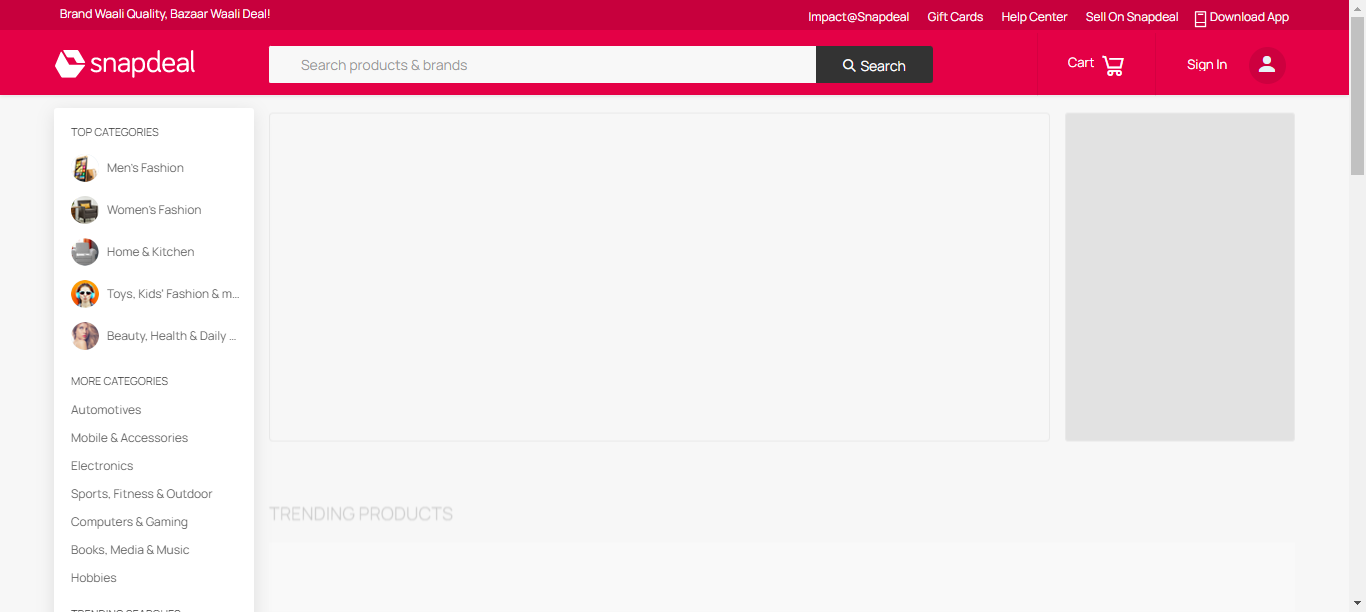 Brand Waali Quality, Bazaar Waali Deal!
Impact@Snapdeal
Gift Cards
Help Center
Sell On Snapdeal
Download App
snapdeal
Search products & brands
Search
Cart
Sign In
TOP CATEGORIES
Men's Fashion
Women's Fashion
Home & Kitchen
Toys, Kids' Fashion & m...
Beauty, Health & Daily ...
MORE CATEGORIES
Automotives
Mobile & Accessories
Electronics
Sports, Fitness & Outdoor
Computers & Gaming
Books, Media & Music
Hobbies
TRENDING SEARCHES
TRENDING PRODUCTS